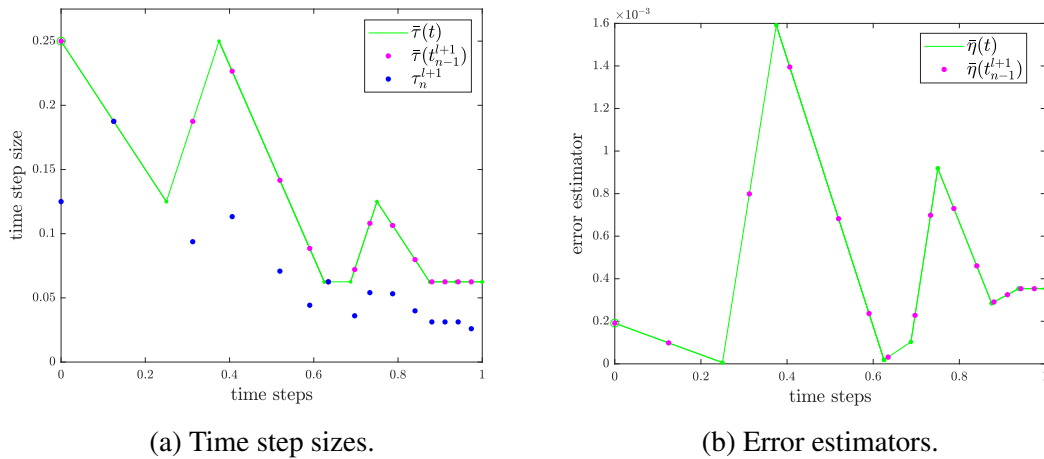 0.25
0.2
0.15
0.1
0.05
0
time step size
0 0.2 0.4 0.6 0.8 1
time steps
τ̄(t)
τ̄(t_{n−1}^{l+1})
τ_n^{l+1}
(a) Time step sizes.
×10⁻³
1.6
1.4
1.2
1
0.8
0.6
0.4
0.2
0
error estimator
0 0.2 0.4 0.6 0.8 1
time steps
η̄(t)
η̄(t_{n−1}^{l+1})
(b) Error estimators.